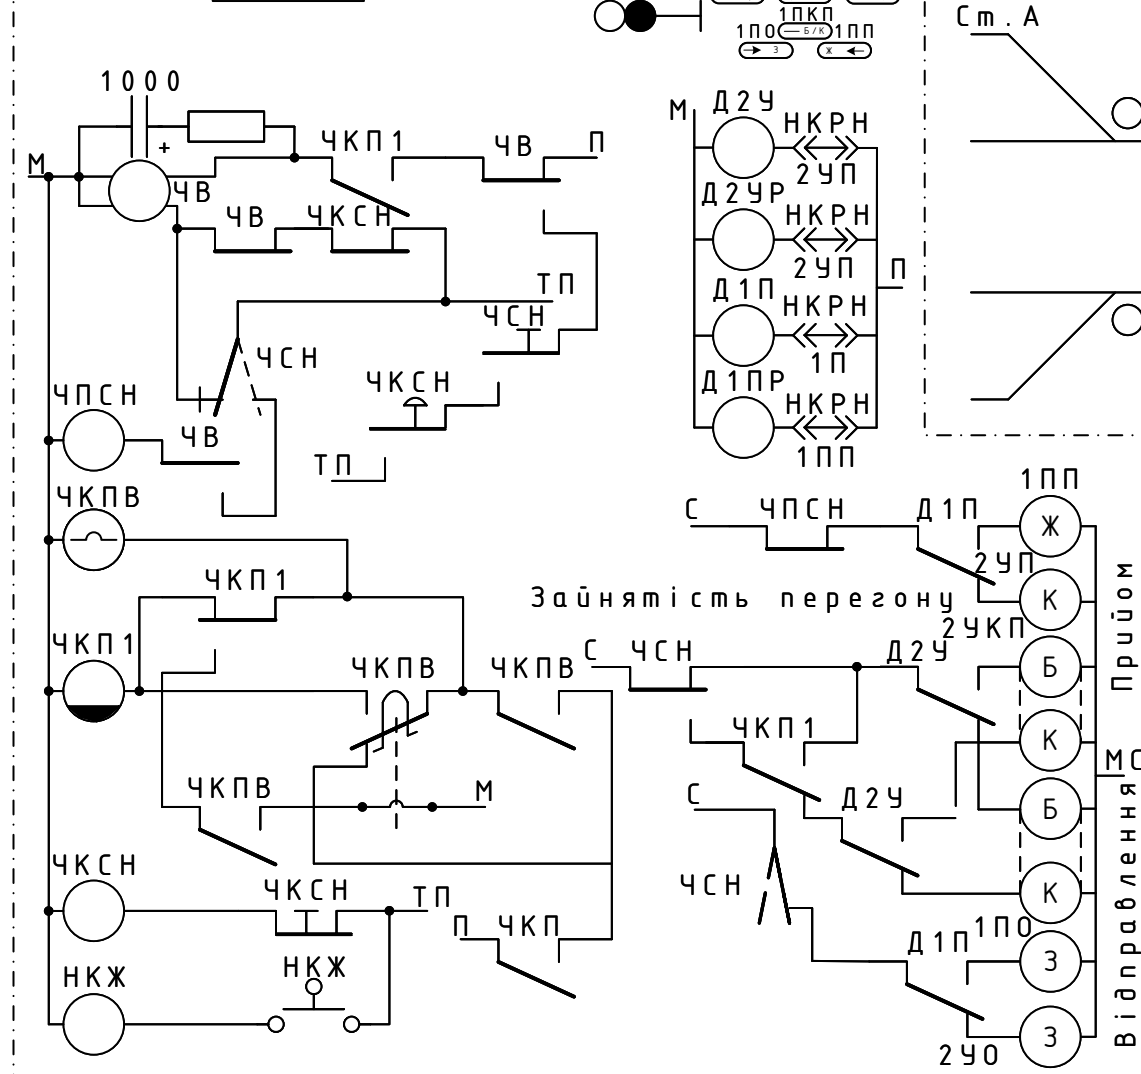 Ст.А
1ПКП
1ПО
Б/К
1ПП
З
Ж
1000
+
М
ЧВ
ЧКП1
ЧВ
П
ЧВ
ЧКСН
ТП
ЧСН
ЧСН
ЧКСН
ЧПСН
ЧВ
ТП
ЧКПВ
ЧКП1
ЧКП1
ЧКПВ
ЧКПВ
ЧКПВ
М
ЧКСН
ЧКСН
ТП
П
ЧКП
НКЖ
НКЖ
М
Д2У
НКРН
2УП
Д2УР
НКРН
2УП
П
Д1П
НКРН
1П
Д1ПР
НКРН
1ПП
С
ЧПСН
Д1П
1ПП
Ж
2УП
К
Зайнятість перегону
2УКП
С
ЧСН
Д2У
Б
К
ЧКП1
МС
С
Д2У
Б
ЧСН
К
1ПО
Д1П
З
2УО
З
Прийом
Відправлення